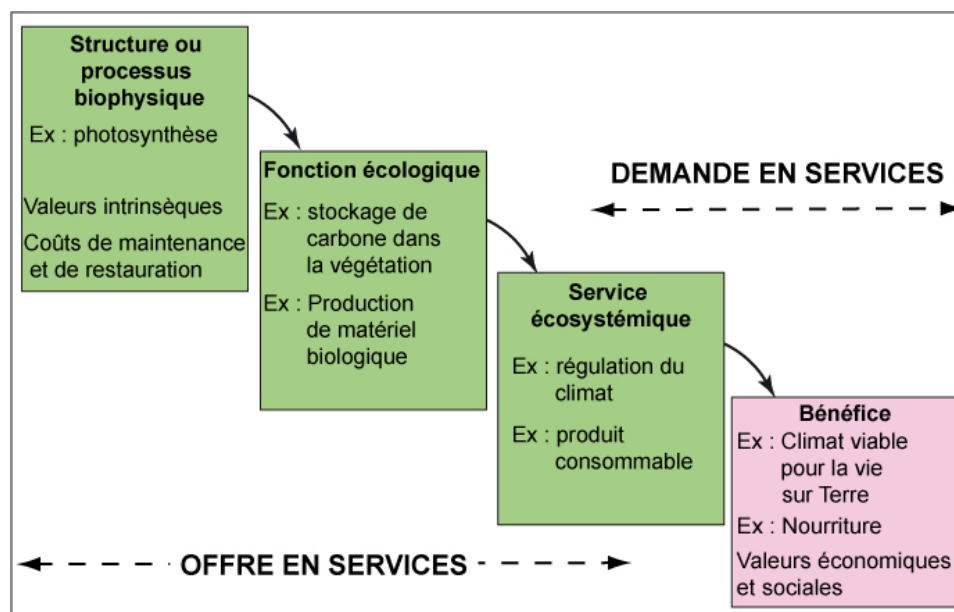 Structure ou
processus
biophysique
Ex : photosynthèse
Valeurs intrinsèques
Coûts de maintenance
et de restauration
Fonction écologique
Ex : stockage de
carbone dans
la végétation
Ex : Production
de matériel
biologique
DEMANDE EN SERVICES
Service
écosystémique
Ex : régulation du
climat
Ex : produit
consommable
Bénéfice
Ex : Climat viable
pour la vie
sur Terre
Ex : Nourriture
Valeurs économiques
et sociales
OFFRE EN SERVICES